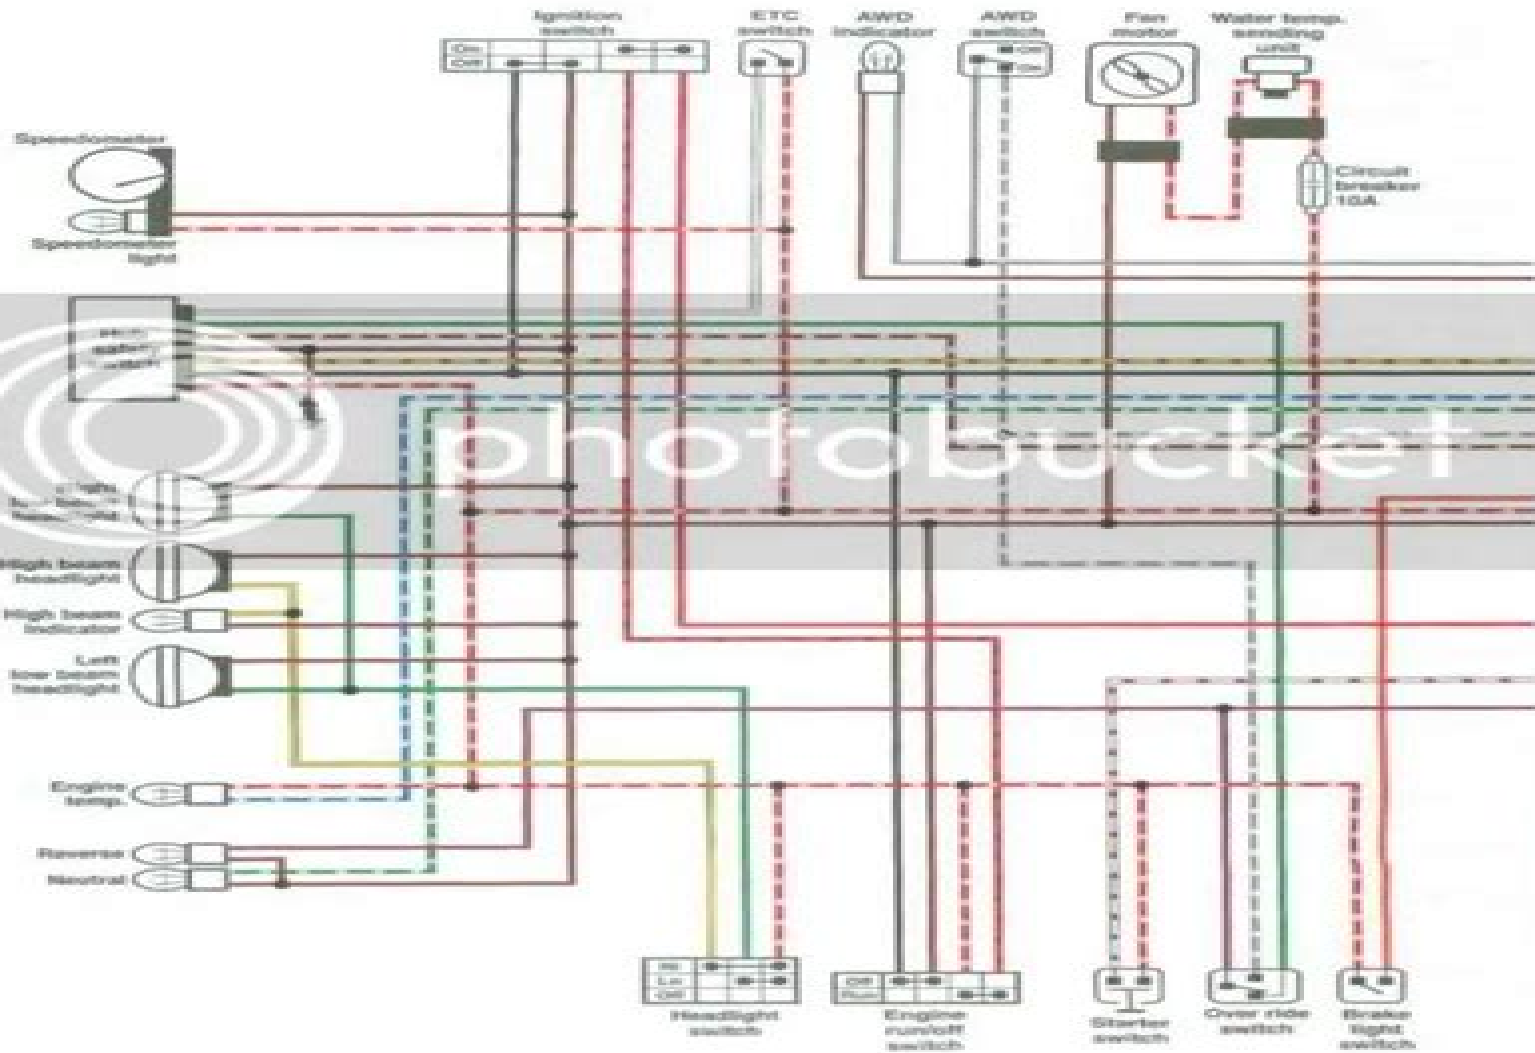 Ignition
switch
On
Off
ETC
switch
AWD
indicator
AWD
switch
Off
On
Fan
motor
Water temp.
sending
unit
Circuit
breaker
10A
Speedometer
Speedometer
light
switch
photobucket
headlight
High beam
headlight
High beam
indicator
Left
low beam
headlight
Engine
temp.
Reverse
Neutral
Hi
Lo
Off
Headlight
switch
Off
Run
Engine
run/off
switch
Starter
switch
Over ride
switch
Brake
light
switch